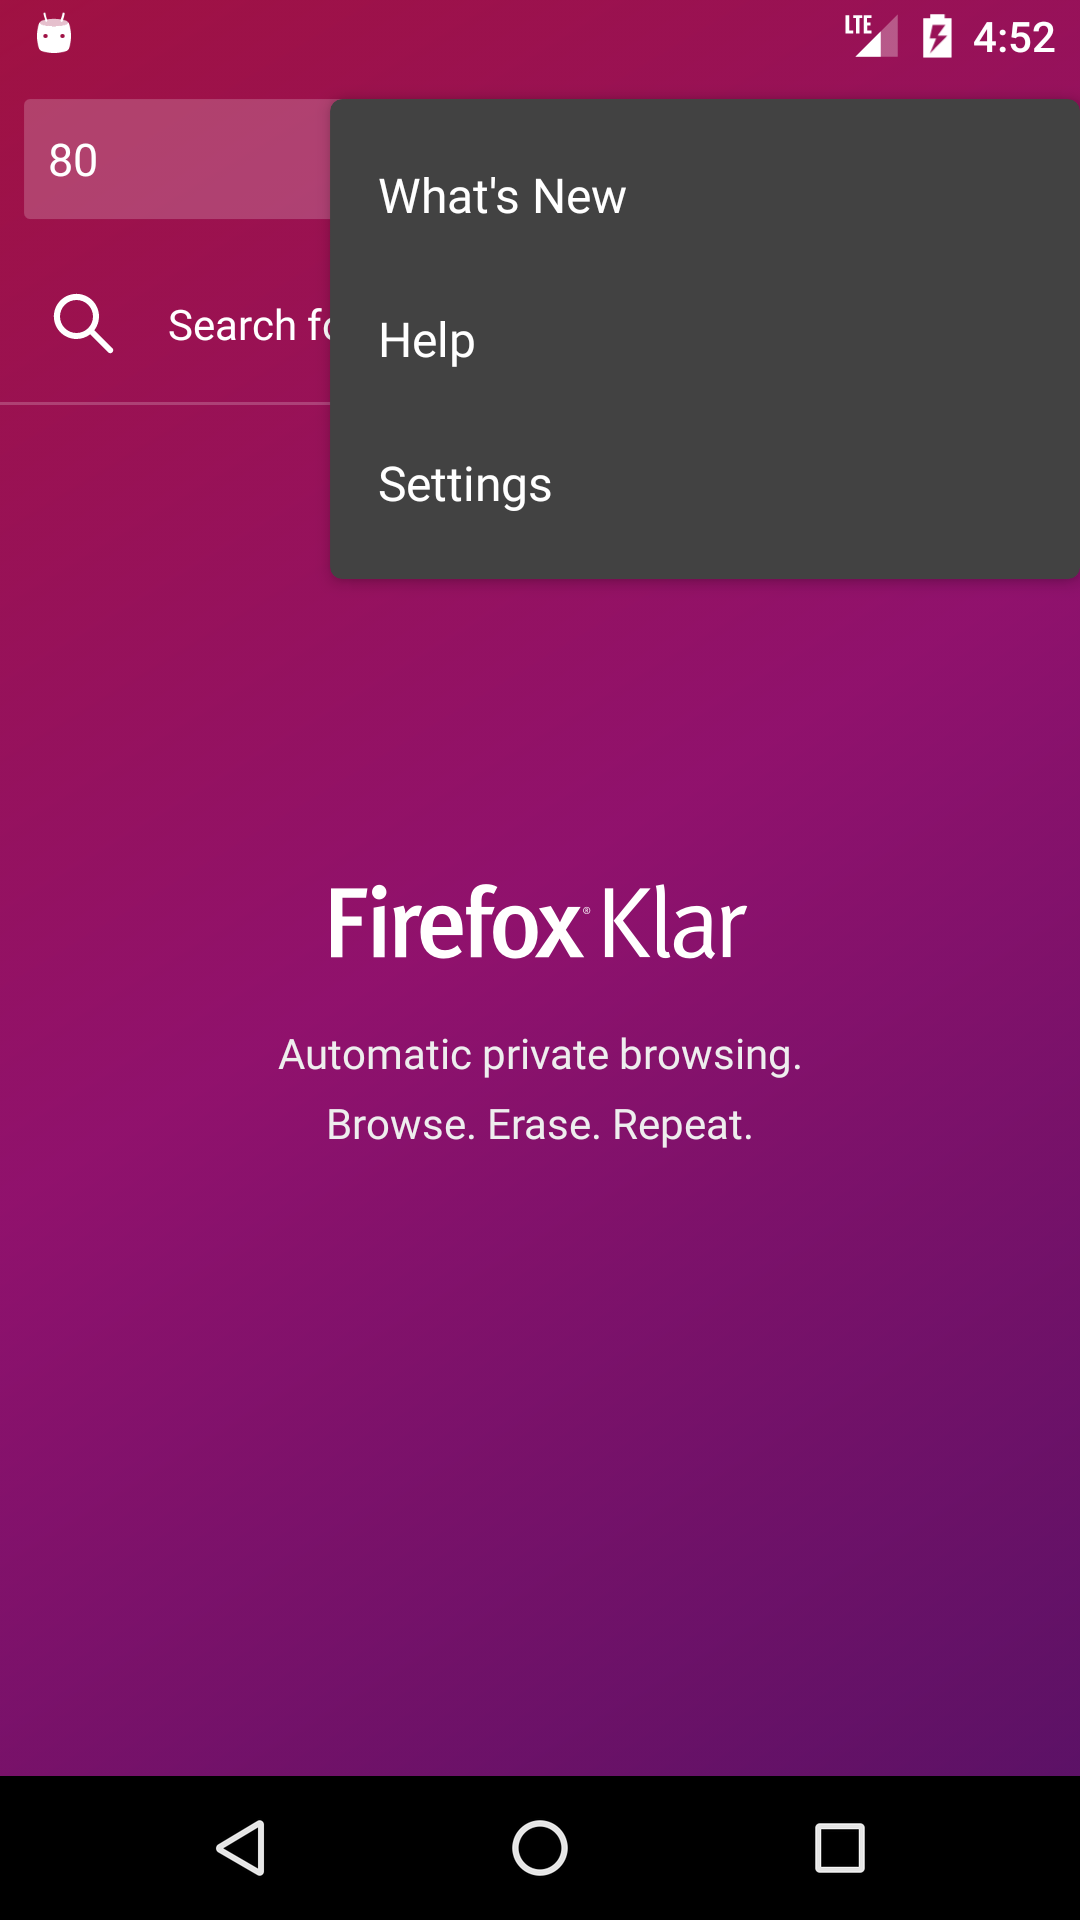 LTE 4:52
80
What's New
Search fo
Help
Settings
Firefox® Klar
Automatic private browsing.
Browse. Erase. Repeat.